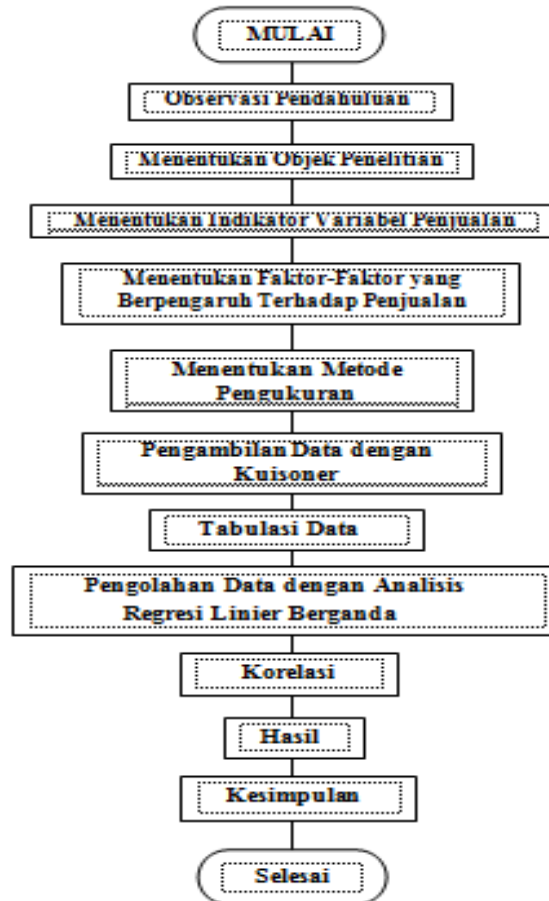 MULAI
Observasi Pendahuluan
Menentukan Objek Penelitian
Menentukan Indikator Variabel Penjualan
Menentukan Faktor-Faktor yang
Berpengaruh Terhadap Penjualan
Menentukan Metode
Pengukuran
Pengambilan Data dengan
Kuisoner
Tabulasi Data
Pengolahan Data dengan Analisis
Regresi Linier Berganda
Korelasi
Hasil
Kesimpulan
Selesai